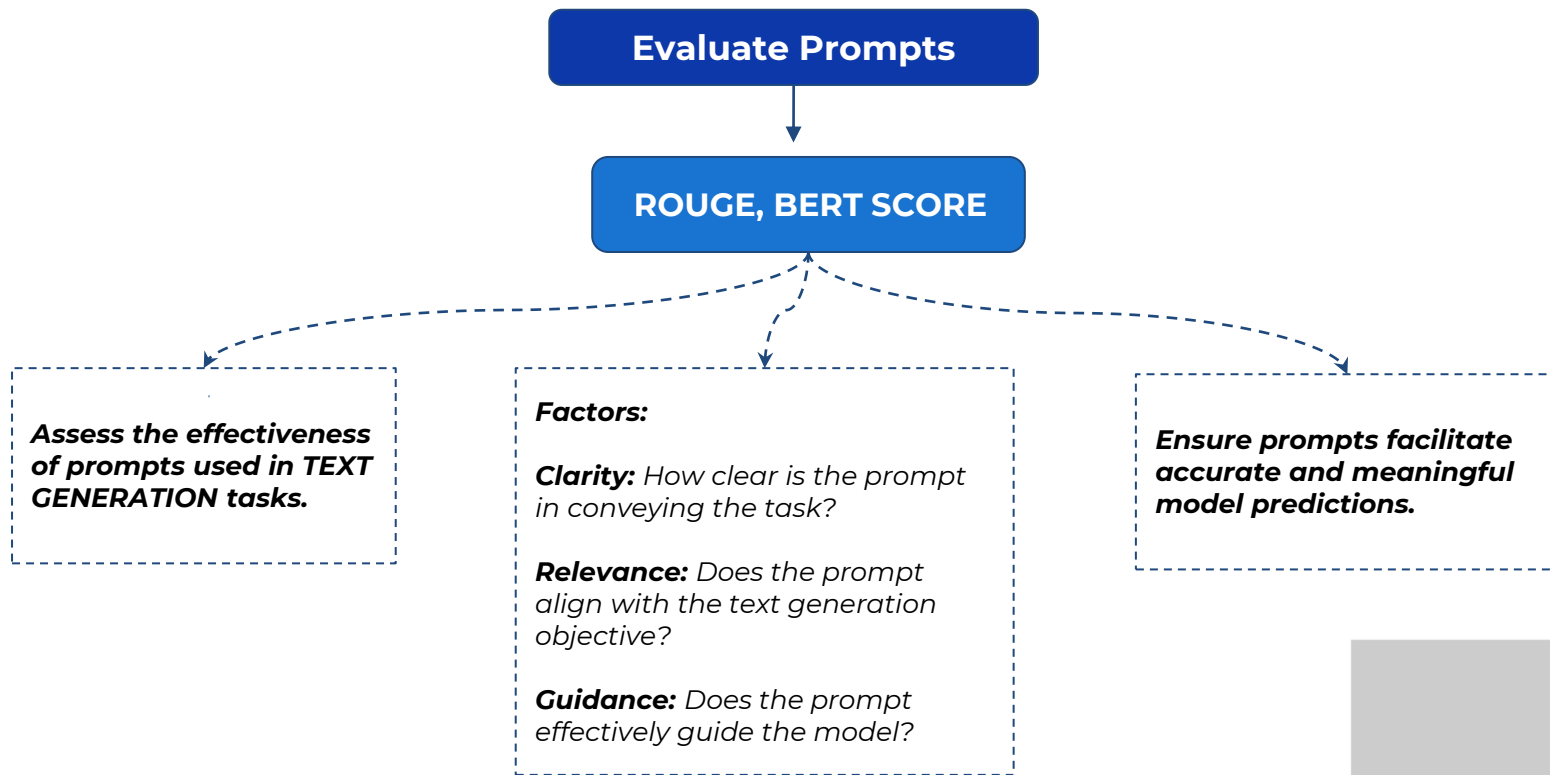 Evaluate Prompts
ROUGE, BERT SCORE
Assess the effectiveness
of prompts used in TEXT
GENERATION tasks.
Factors:
Clarity: How clear is the prompt
in conveying the task?
Relevance: Does the prompt
align with the text generation
objective?
Guidance: Does the prompt
effectively guide the model?
Ensure prompts facilitate
accurate and meaningful
model predictions.